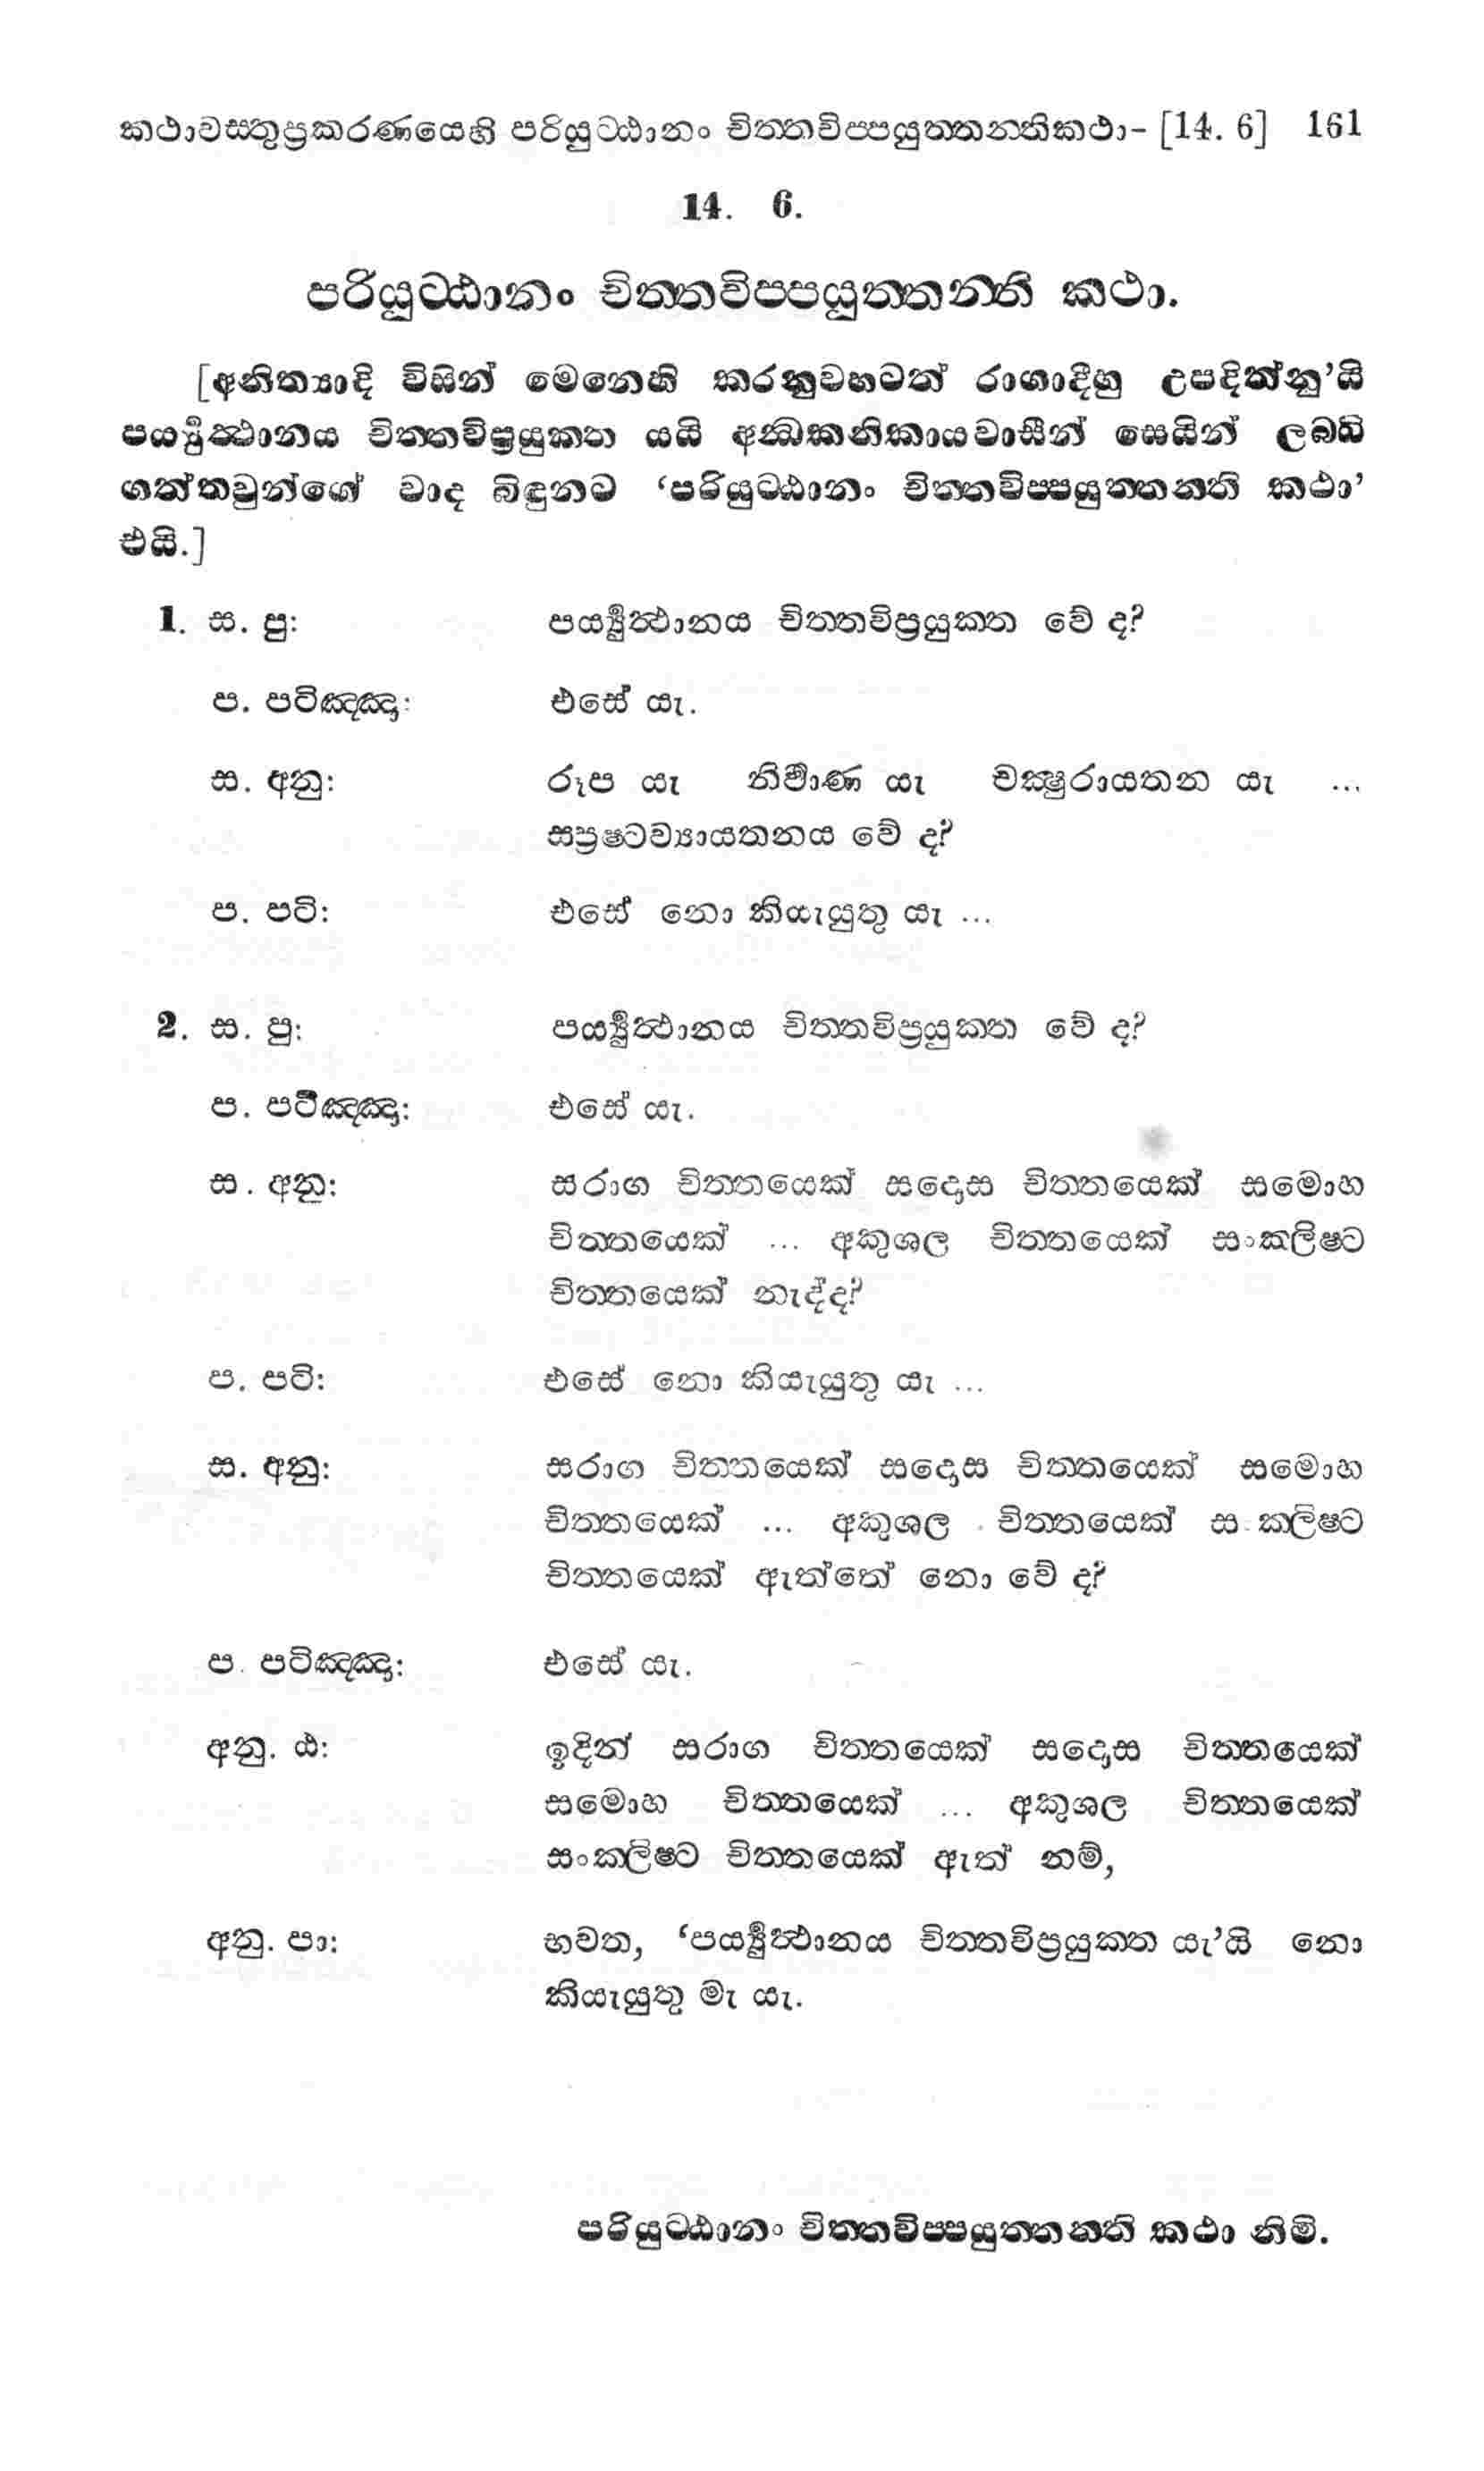 කථාවස්තුප්‍රකරණයෙහි පරියුට්ඨානං චිත්තවිප්පයුත්තන්තිකථා- [14. 6] 161
14. 6.
පරියුට්ඨානං චිත්තවිප්පයුත්තන්ති කථා.
[අනිත්‍යාදි විසින් මෙනෙහි කරනුවහටත් රාගාදීහු උපදිත්නු’යි
පර්‍ය්‍යුත්ථානය චිත්තවිප්‍රයුක්ත යයි අන්ධකනිකායවාසීන් සෙයින් ලබ්ධි
ගත්තවුන්ගේ වාද බිඳුනට ‘පරියුට්ඨානං චිත්තවිප්පයුත්තන්ති කථා’
එයි.]
1. ස. පු: පර්‍ය්‍යුත්ථානය චිත්තවිප්‍රයුක්ත වේ ද?
ප. පටිඤ්ඤා: එසේ යැ.
ස. අනු: රූප යැ නිර්‍වාණ යැ චක්ෂුරායතන යැ ...
ස්ප්‍රෂ්ටව්‍යායතනය වේ ද?
ප. පටි: එසේ නො කියැයුතු යැ ...
2. ස. පු: පර්‍ය්‍යුත්ථානය චිත්තවිප්‍රයුක්ත වේ ද?
ප. පටිඤ්ඤා: එසේ යැ.
ස. අනු: සරාග චිත්තයෙක් සදොස චිත්තයෙක් සමොහ
චිත්තයෙක් ... අකුශල චිත්තයෙක් සංක්ලිෂ්ට
චිත්තයෙක් නැද්ද?
ප. පටි: එසේ නො කියැයුතු යැ ...
ස. අනු: සරාග චිත්තයෙක් සදොස චිත්තයෙක් සමොහ
චිත්තයෙක් ... අකුශල චිත්තයෙක් සංක්ලිෂ්ට
චිත්තයෙක් ඇත්තේ නො වේ ද?
ප. පටිඤ්ඤා: එසේ යැ.
අනු. ඨ: ඉදින් සරාග චිත්තයෙක් සදොස චිත්තයෙක්
සමොහ චිත්තයෙක් ... අකුශල චිත්තයෙක්
සංක්ලිෂ්ට චිත්තයෙක් ඇත් නම්,
අනු. පා: භවත, ‘පර්‍ය්‍යුත්ථානය චිත්තවිප්‍රයුක්ත යැ’යි නො
කියැයුතු මැ යැ.
පරියුට්ඨානං චිත්තවිප්පයුත්තන්ති කථා නිමි.